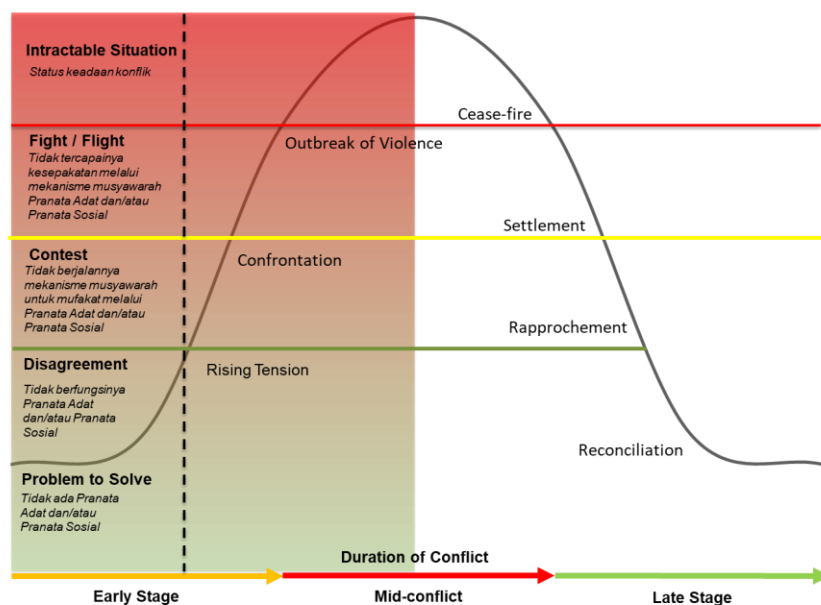 Intractable Situation
Status keadaan konflik
Cease-fire
Fight / Flight
Tidak tercapainya
kesepakatan melalui
mekanisme musyawarah
Pranata Adat dan/atau
Pranata Sosial
Outbreak of Violence
Settlement
Contest
Tidak berjalannya
mekanisme musyawarah
untuk mufakat melalui
Pranata Adat dan/atau
Pranata Sosial
Confrontation
Rapprochement
Disagreement
Tidak berfungsinya
Pranata Adat
dan/atau Pranata
Sosial
Rising Tension
Reconciliation
Problem to Solve
Tidak ada Pranata
Adat dan/atau
Pranata Sosial
Duration of Conflict
Early Stage
Mid-conflict
Late Stage